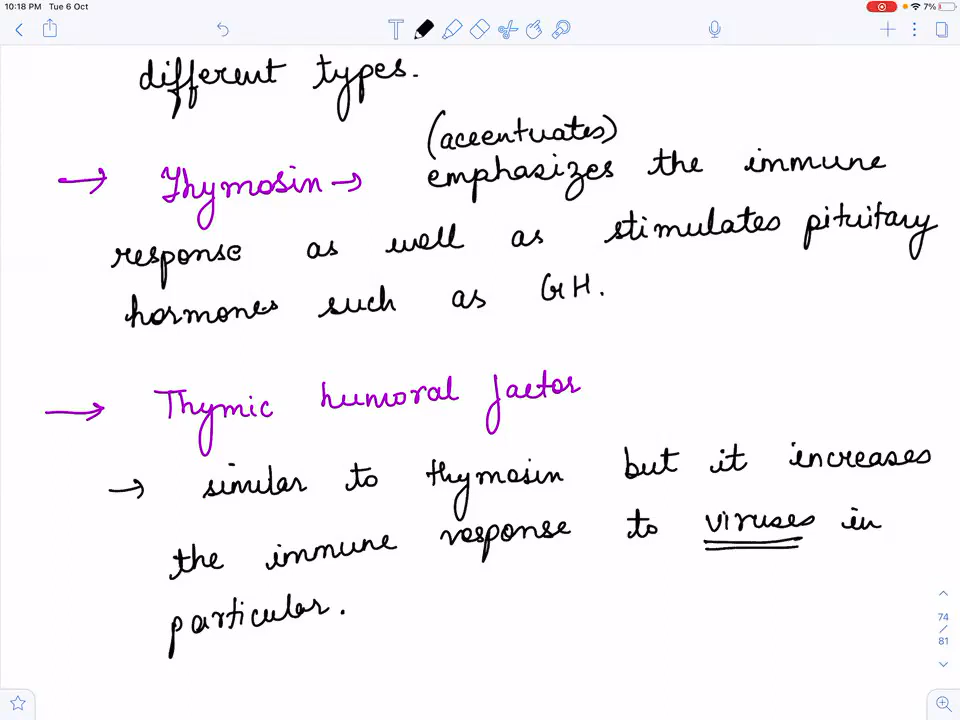 10:18 PM Tue 6 Oct
7%
different types.
(accentuates)
→ Thymosin → emphasizes the immune
response as well as stimulates pituitary
hormones such as GH.
→ Thymic humoral factor
→ similar to thymosin but it increases
the immune response to viruses in
particular.
74
/
81